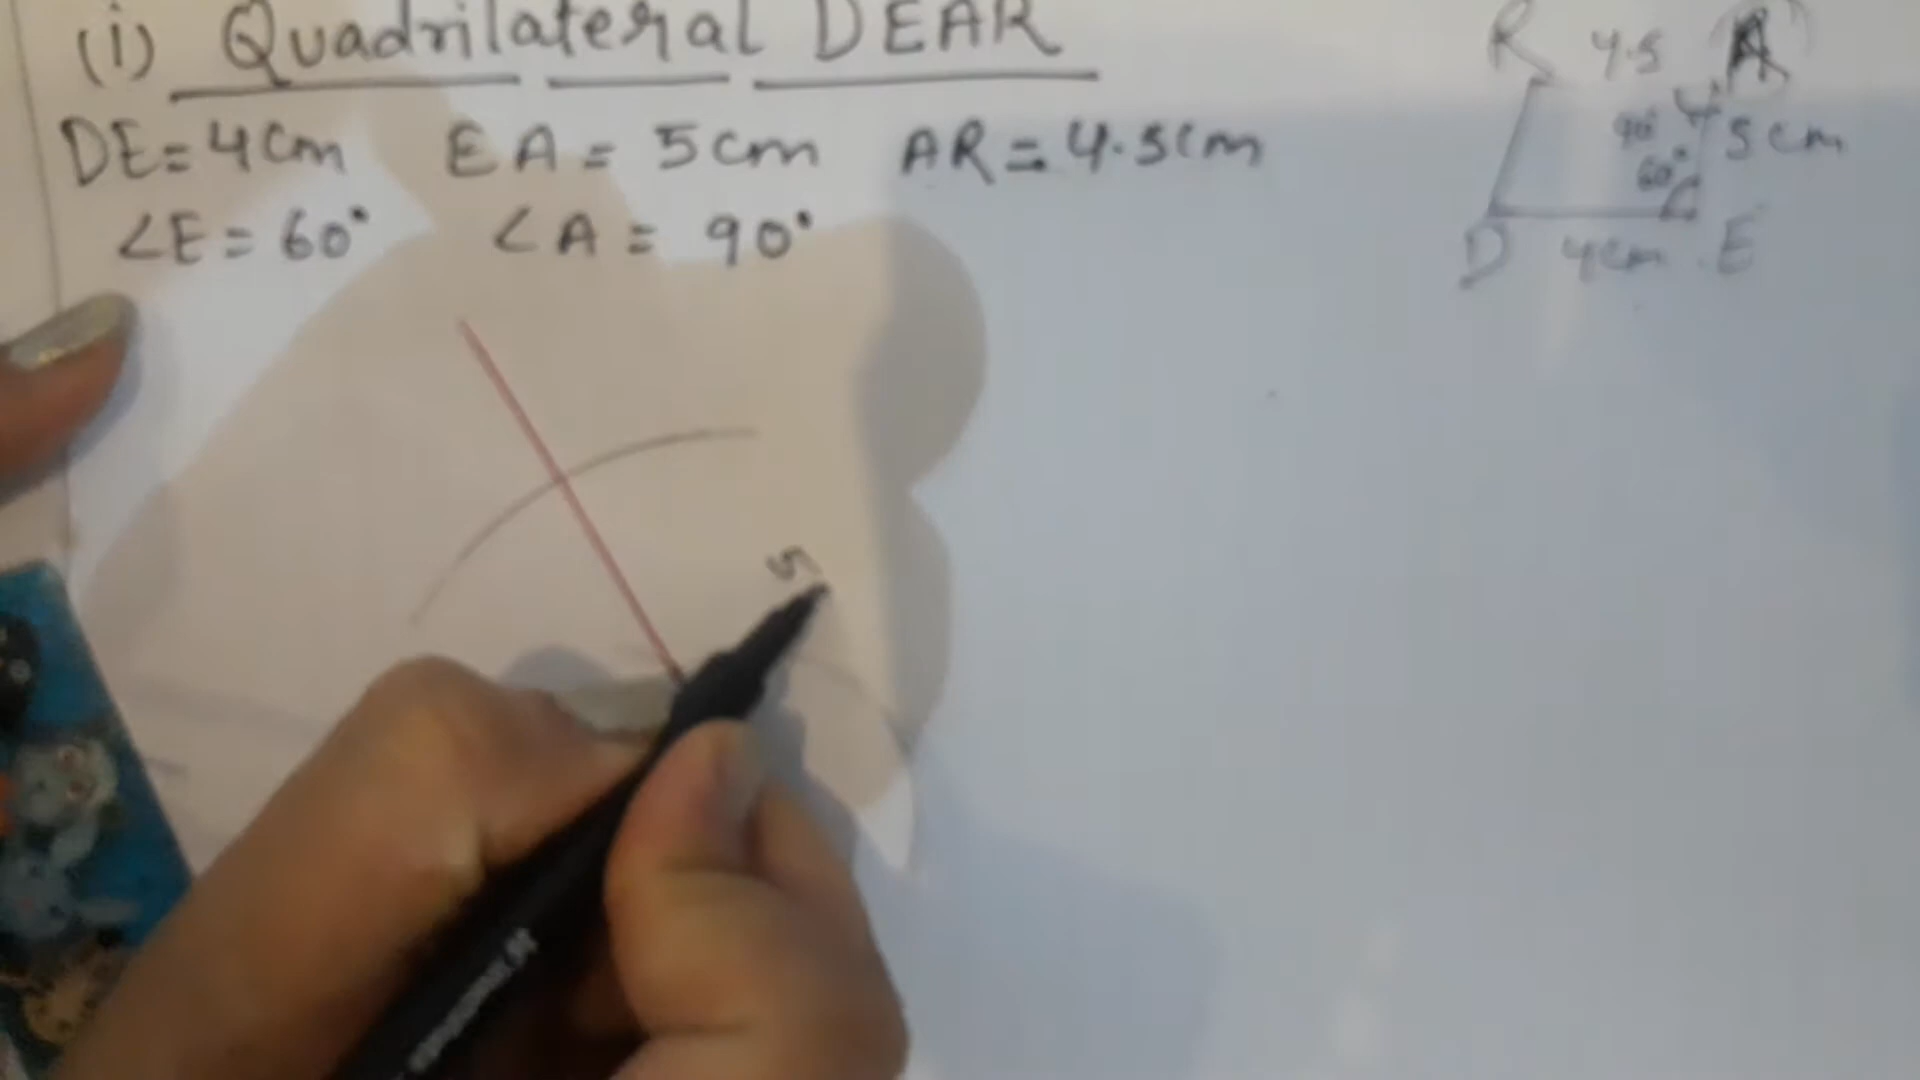 (i) Quadrilateral DEAR
DE = 4cm EA = 5cm AR = 4.5cm
∠E = 60° ∠A = 90°
R 4.5 A
90° 5cm
60°
D 4cm E
5